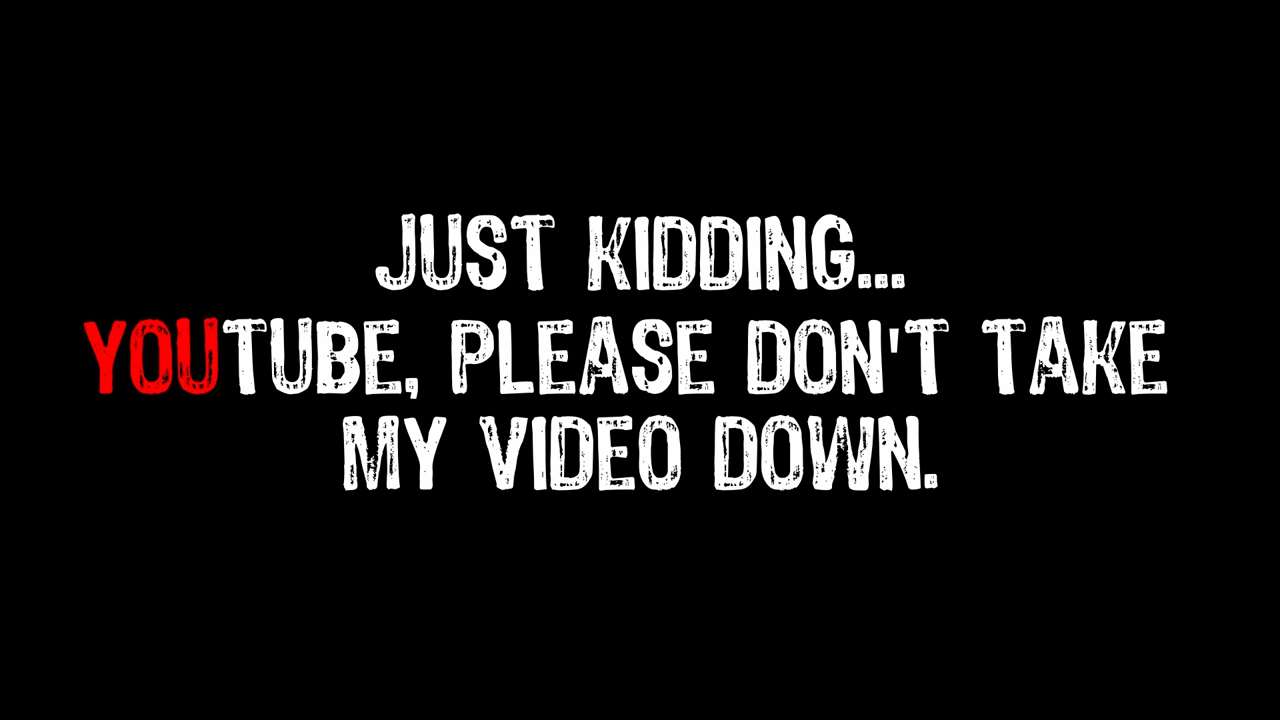 JUST KIDDING...
YOUTUBE, PLEASE DON'T TAKE
MY VIDEO DOWN.